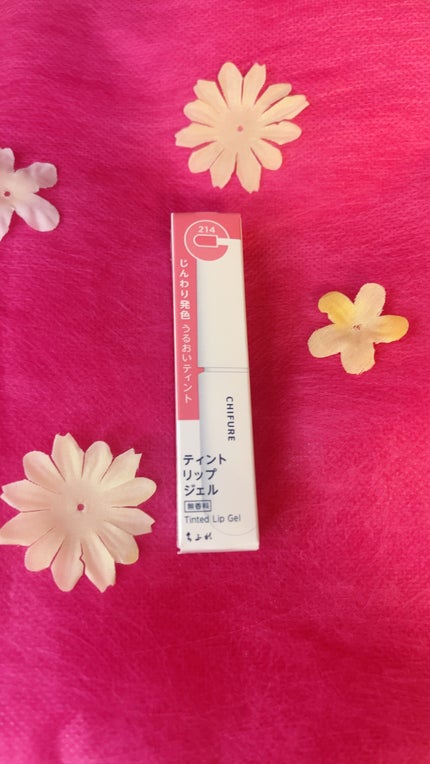 214
じんわり発色 うるおいティント
CHIFURE
ティント
リップ
ジェル
無香料
Tinted Lip Gel
ちふれ